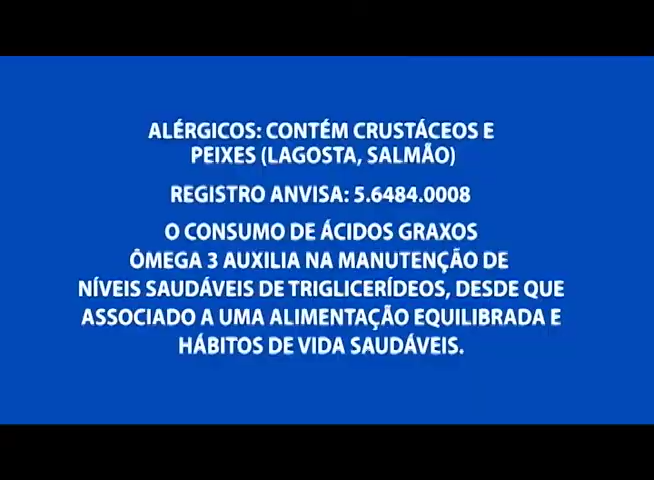 ALÉRGICOS: CONTÉM CRUSTÁCEOS E
PEIXES (LAGOSTA, SALMÃO)
REGISTRO ANVISA: 5.6484.0008
O CONSUMO DE ÁCIDOS GRAXOS
ÔMEGA 3 AUXILIA NA MANUTENÇÃO DE
NÍVEIS SAUDÁVEIS DE TRIGLICERÍDEOS, DESDE QUE
ASSOCIADO A UMA ALIMENTAÇÃO EQUILIBRADA E
HÁBITOS DE VIDA SAUDÁVEIS.